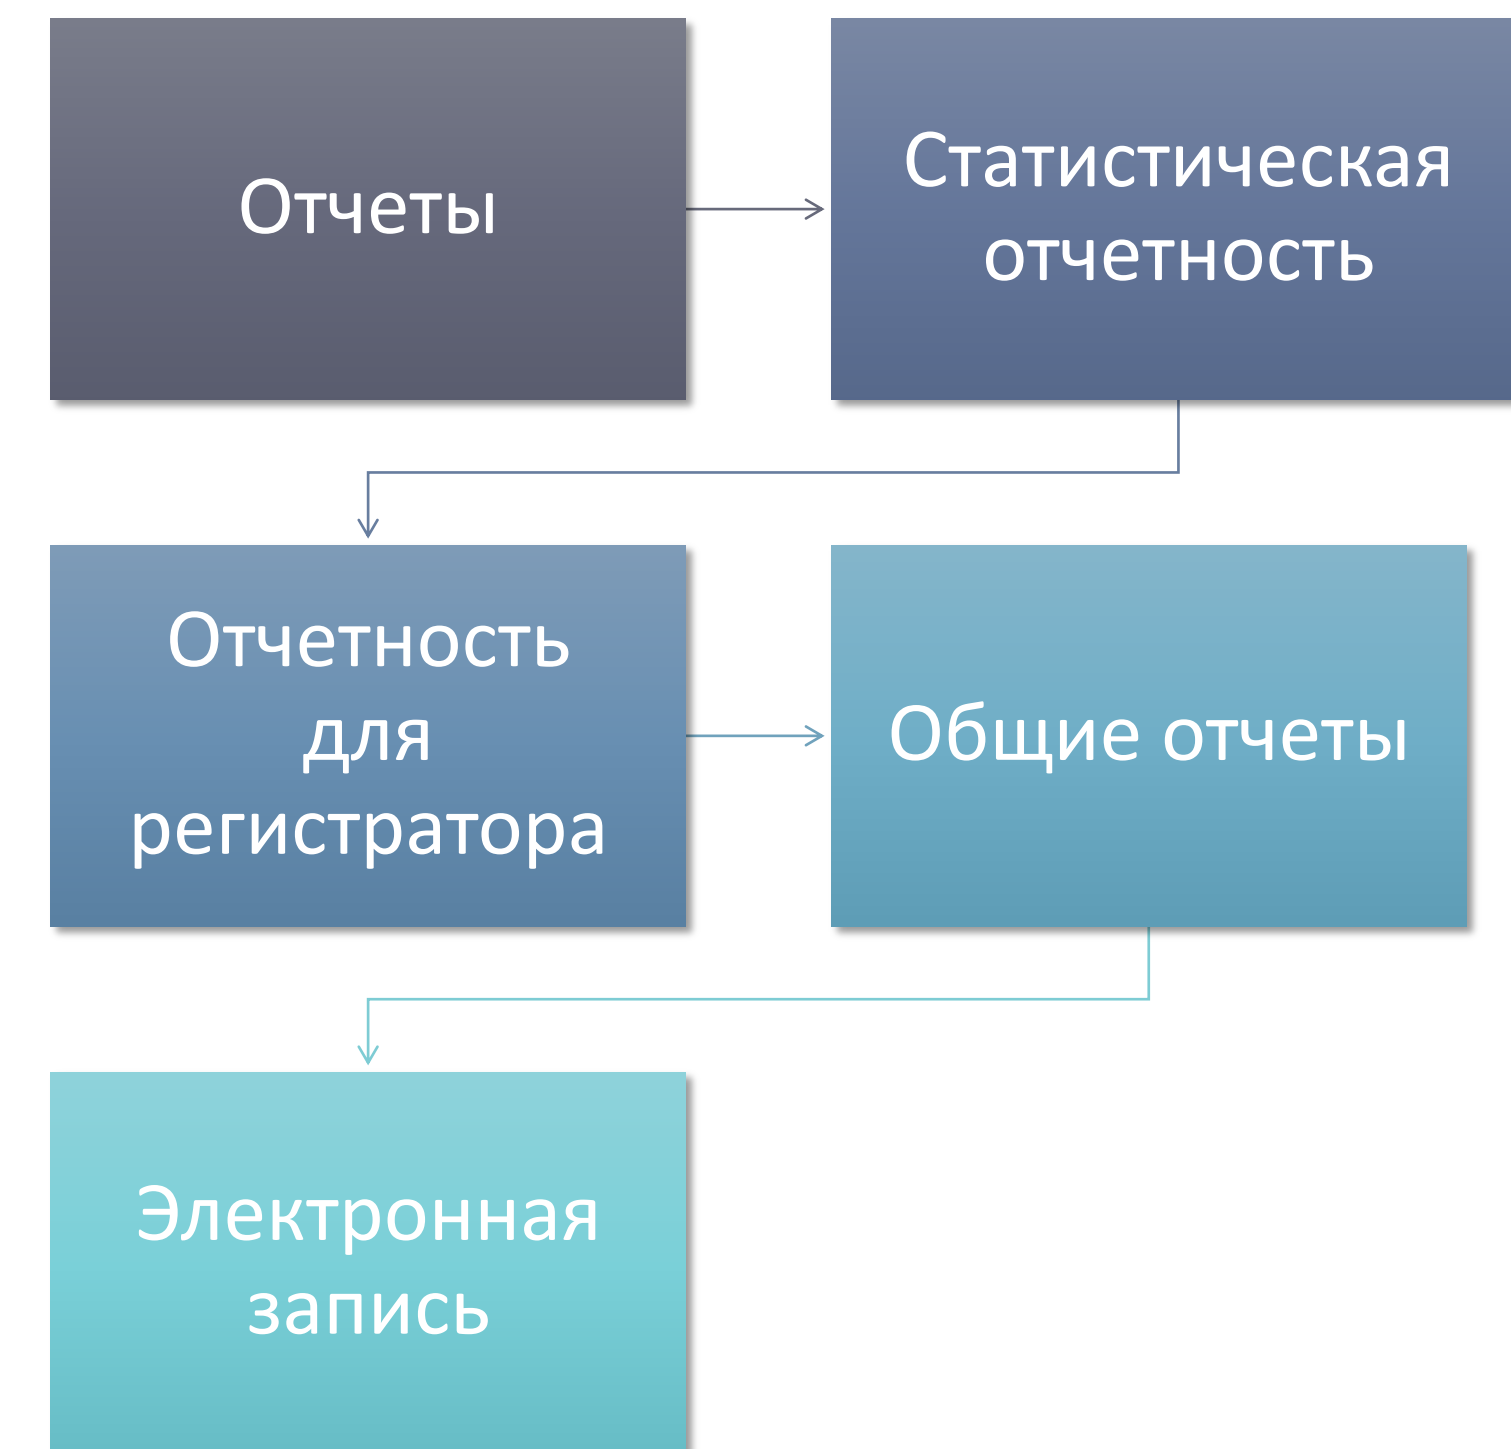 Отчеты
Статистическая
отчетность
Отчетность
для
регистратора
Общие отчеты
Электронная
запись